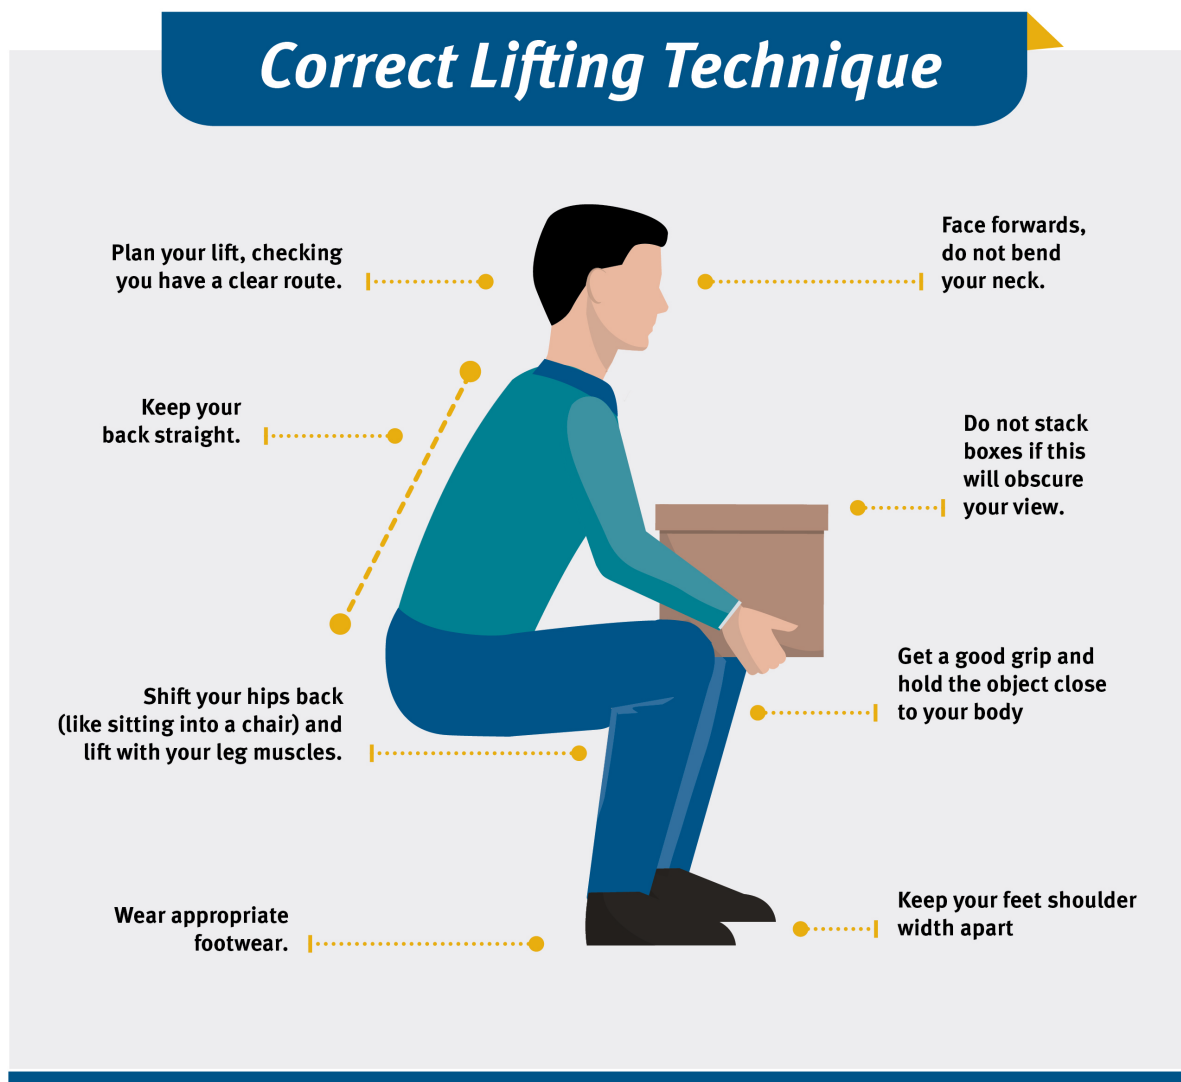 Correct Lifting Technique
Plan your lift, checking
you have a clear route.
Face forwards,
do not bend
your neck.
Keep your
back straight.
Do not stack
boxes if this
will obscure
your view.
Shift your hips back
(like sitting into a chair) and
lift with your leg muscles.
Get a good grip and
hold the object close
to your body
Wear appropriate
footwear.
Keep your feet shoulder
width apart